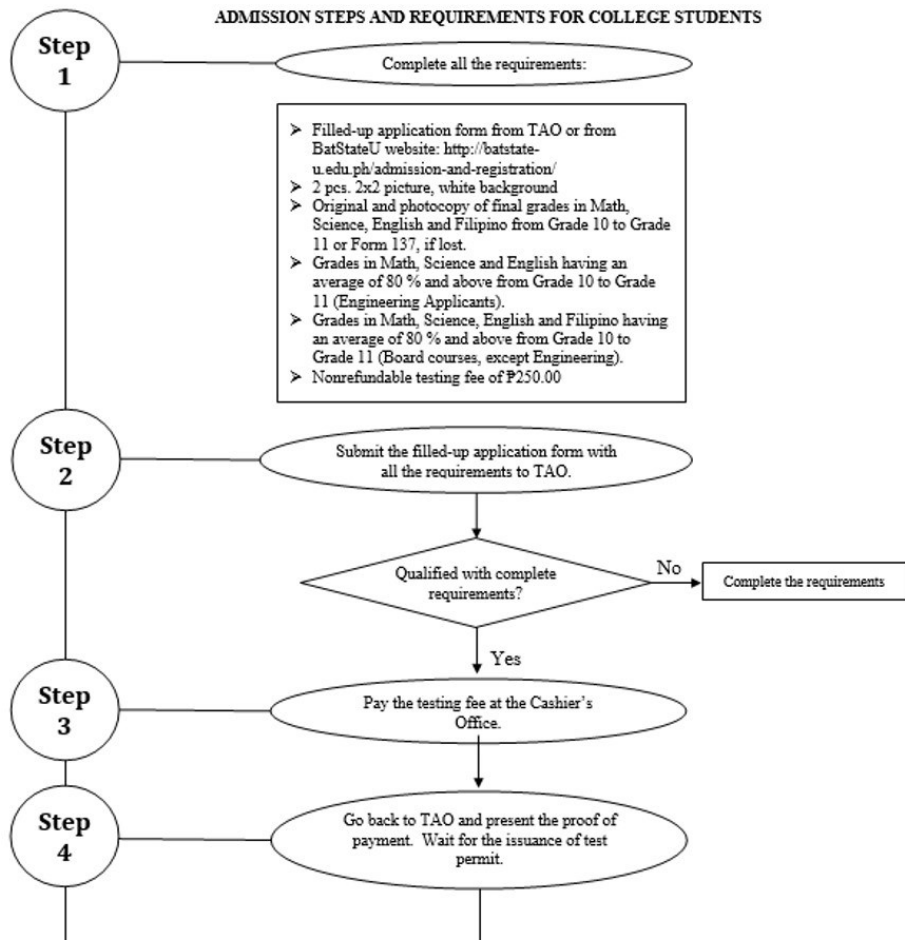 ADMISSION STEPS AND REQUIREMENTS FOR COLLEGE STUDENTS
Step
1
Complete all the requirements:
➢ Filled-up application form from TAO or from
BatStateU website: http://batstate-
u.edu.ph/admission-and-registration/
➢ 2 pcs. 2x2 picture, white background
➢ Original and photocopy of final grades in Math,
Science, English and Filipino from Grade 10 to Grade
11 or Form 137, if lost.
➢ Grades in Math, Science and English having an
average of 80 % and above from Grade 10 to Grade
11 (Engineering Applicants).
➢ Grades in Math, Science, English and Filipino having
an average of 80 % and above from Grade 10 to
Grade 11 (Board courses, except Engineering).
➢ Nonrefundable testing fee of ₱250.00
Step
2
Submit the filled-up application form with
all the requirements to TAO.
Qualified with complete
requirements?
No
Complete the requirements
Yes
Step
3
Pay the testing fee at the Cashier's
Office.
Step
4
Go back to TAO and present the proof of
payment. Wait for the issuance of test
permit.